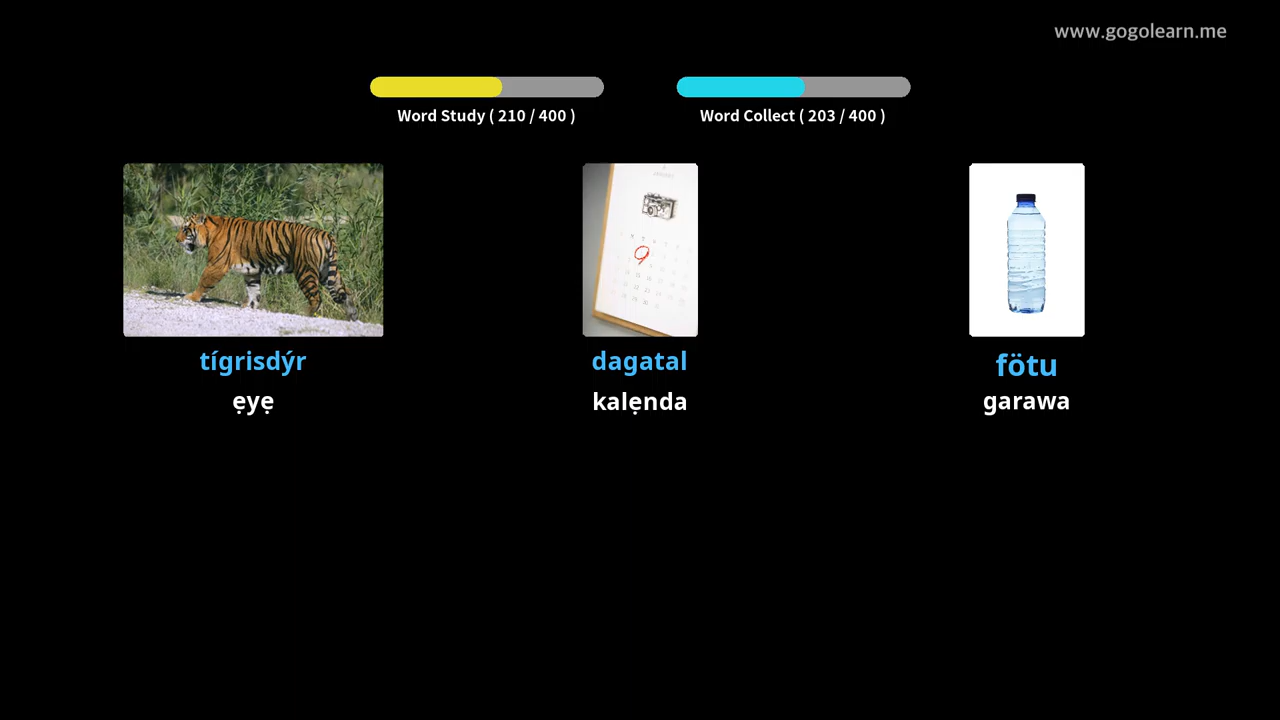 www.gogolearn.me
Word Study ( 210 / 400 )
Word Collect ( 203 / 400 )
tígrisdýr
dagatal
fötu
ẹyẹ
kalẹnda
garawa